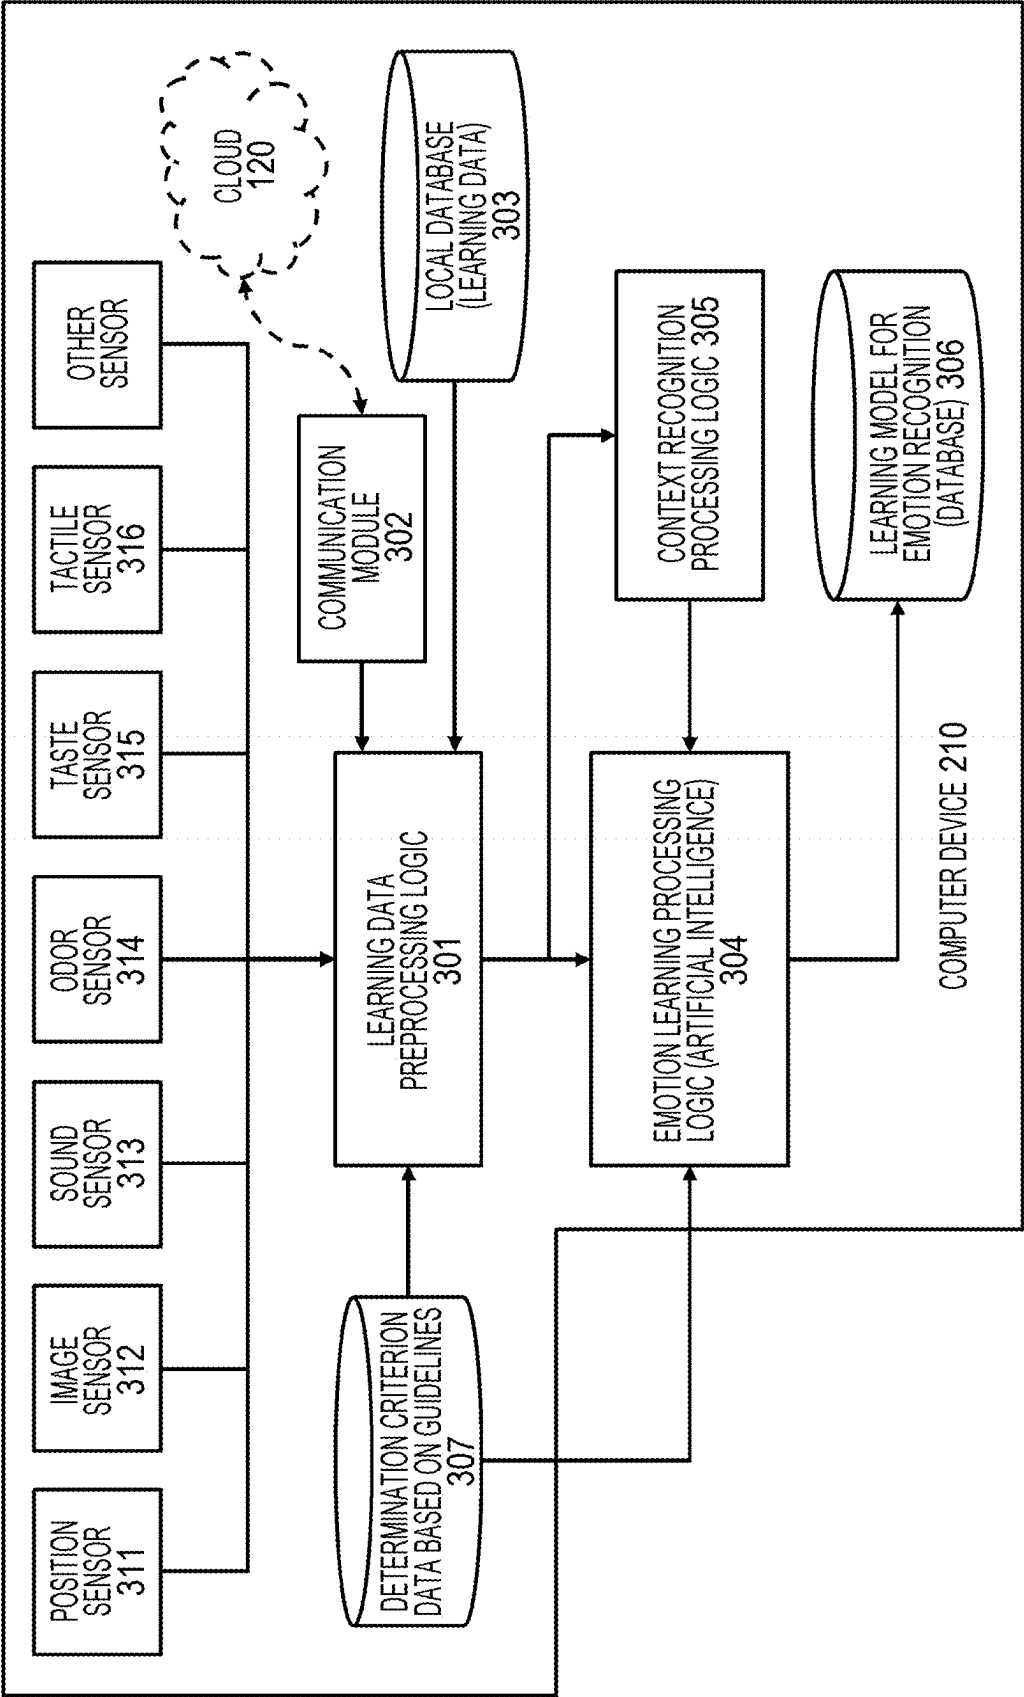 POSITION
SENSOR
311
IMAGE
SENSOR
312
SOUND
SENSOR
313
ODOR
SENSOR
314
TASTE
SENSOR
315
TACTILE
SENSOR
316
OTHER
SENSOR
CLOUD
120
COMMUNICATION
MODULE
302
LOCAL DATABASE
(LEARNING DATA)
303
DETERMINATION CRITERION
DATA BASED ON GUIDELINES
307
LEARNING DATA
PREPROCESSING LOGIC
301
CONTEXT RECOGNITION
PROCESSING LOGIC 305
EMOTION LEARNING PROCESSING
LOGIC (ARTIFICIAL INTELLIGENCE)
304
LEARNING MODEL FOR
EMOTION RECOGNITION
(DATABASE) 306
COMPUTER DEVICE 210